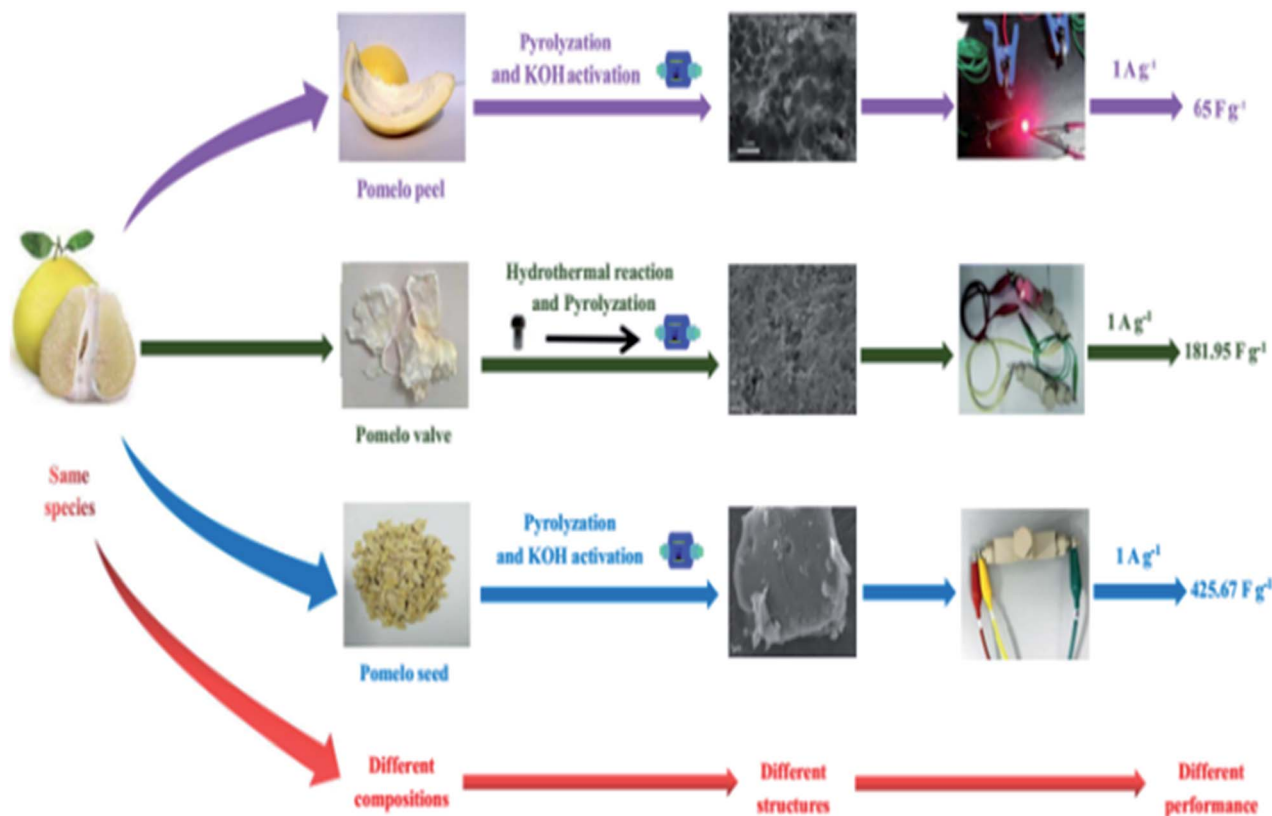 Pyrolyzation
and KOH activation
1 A g⁻¹
65 F g⁻¹
Pomelo peel
Hydrothermal reaction
and Pyrolyzation
1 A g⁻¹
181.95 F g⁻¹
Pomelo valve
Same
species
Pyrolyzation
and KOH activation
1 A g⁻¹
425.67 F g⁻¹
Pomelo seed
Different
compositions
Different
structures
Different
performance